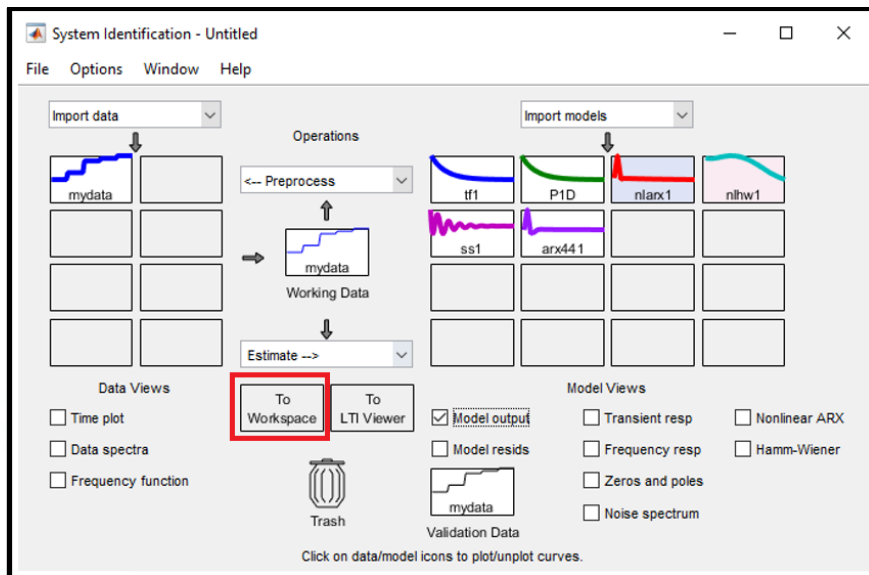 System Identification - Untitled
File Options Window Help
Import data
Import models
Operations
mydata
<-- Preprocess
tf1
P1D
nlarx1
nlhw1
mydata
Working Data
ss1
arx441
Estimate -->
Data Views
To
Workspace
To
LTI Viewer
Model Views
Time plot
Data spectra
Frequency function
Model output
Model resids
Transient resp
Frequency resp
Zeros and poles
Noise spectrum
Nonlinear ARX
Hamm-Wiener
Trash
mydata
Validation Data
Click on data/model icons to plot/unplot curves.